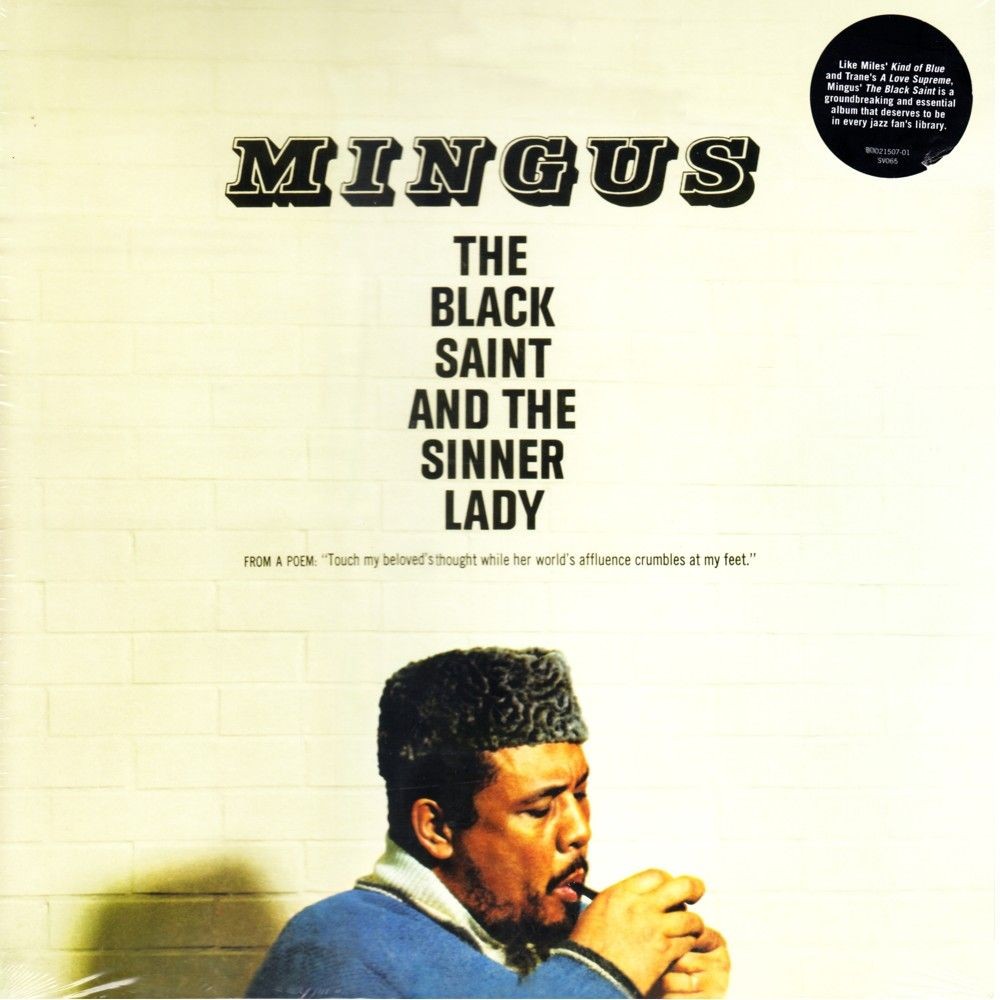 Like Miles' Kind of Blue
and Trane's A Love Supreme,
Mingus' The Black Saint is a
groundbreaking and essential
album that deserves to be
in every jazz fan's library.
B0021507-01
SV065
MINGUS
THE
BLACK
SAINT
AND THE
SINNER
LADY
FROM A POEM: "Touch my beloved's thought while her world's affluence crumbles at my feet."